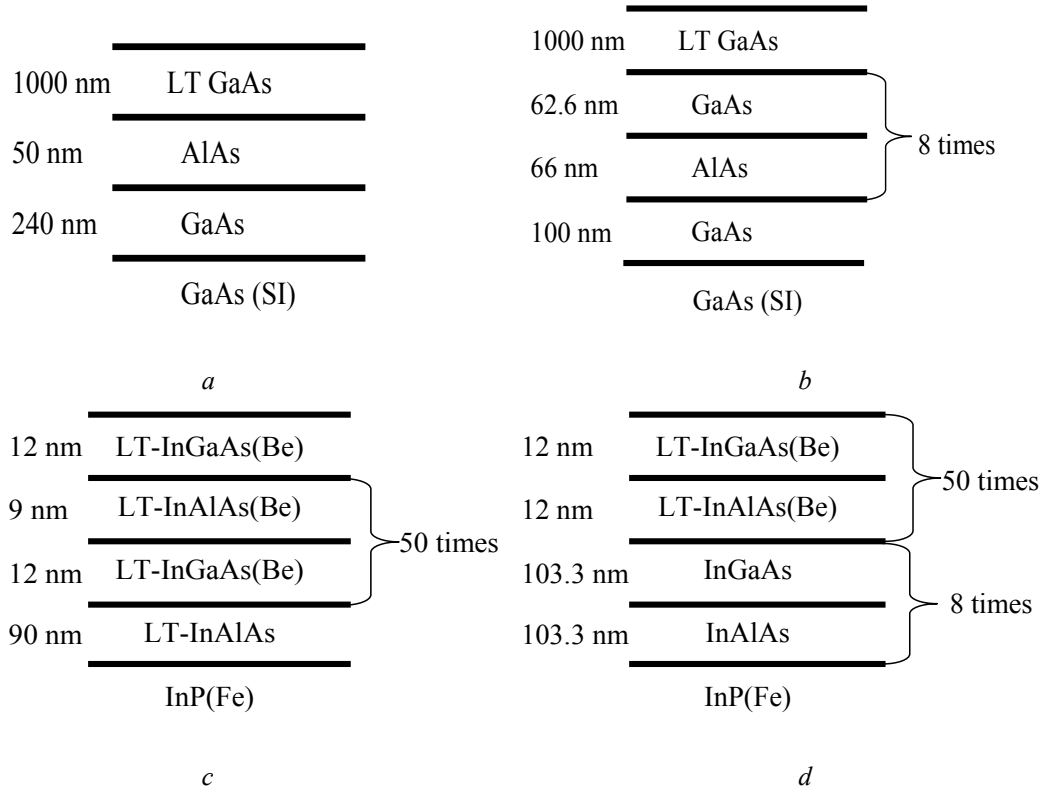 1000 nm LT GaAs
50 nm AlAs
240 nm GaAs
GaAs (SI)
a
1000 nm LT GaAs
62.6 nm GaAs
8 times
66 nm AlAs
100 nm GaAs
GaAs (SI)
b
12 nm LT-InGaAs(Be)
9 nm LT-InAlAs(Be)
50 times
12 nm LT-InGaAs(Be)
90 nm LT-InAlAs
InP(Fe)
c
12 nm LT-InGaAs(Be)
50 times
12 nm LT-InAlAs(Be)
103.3 nm InGaAs
8 times
103.3 nm InAlAs
InP(Fe)
d